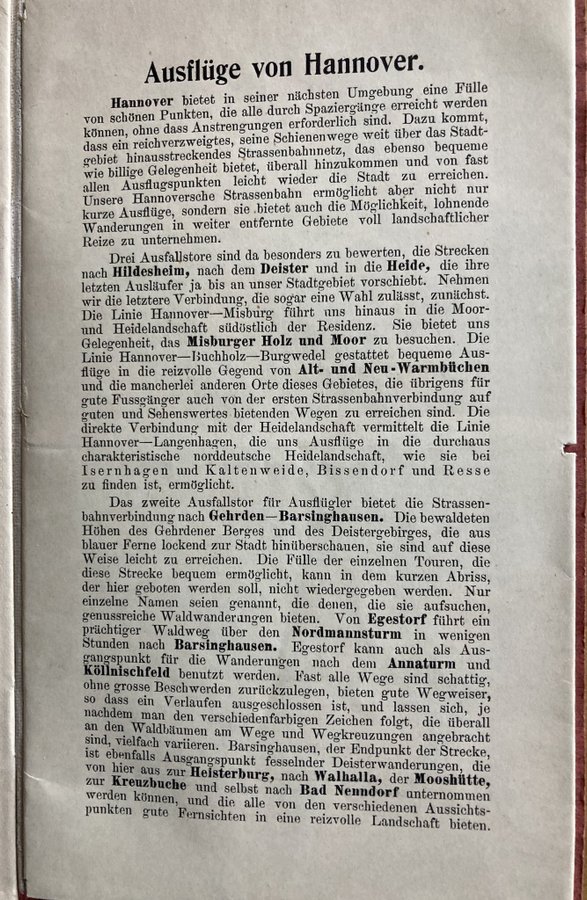 Ausflüge von Hannover.
Hannover bietet in seiner nächsten Umgebung eine Fülle
von schönen Punkten, die alle durch Spaziergänge erreicht werden
können, ohne dass Anstrengungen erforderlich sind. Dazu kommt,
dass ein reichverzweigtes, seine Schienenwege weit über das Stadt-
gebiet hinausstreckendes Strassenbahnnetz, das ebenso bequeme
wie billige Gelegenheit bietet, überall hinzukommen und von fast
allen Ausflugspunkten leicht wieder die Stadt zu erreichen.
Unsere Hannoversche Strassenbahn ermöglicht aber nicht nur
kurze Ausflüge, sondern sie bietet auch die Möglichkeit, lohnende
Wanderungen in weiter entfernte Gebiete voll landschaftlicher
Reize zu unternehmen.
Drei Ausfallstore sind da besonders zu bewerten, die Strecken
nach Hildesheim, nach dem Deister und in die Heide, die ihre
letzten Ausläufer ja bis an unser Stadtgebiet vorschiebt. Nehmen
wir die letztere Verbindung, die sogar eine Wahl zulässt, zunächst.
Die Linie Hannover—Misburg führt uns hinaus in die Moor-
und Heidelandschaft südöstlich der Residenz. Sie bietet uns
Gelegenheit, das Misburger Holz und Moor zu besuchen. Die
Linie Hannover—Buchholz—Burgwedel gestattet bequeme Aus-
flüge in die reizvolle Gegend von Alt- und Neu-Warmbüchen
und die mancherlei anderen Orte dieses Gebietes, die übrigens für
gute Fussgänger auch von der ersten Strassenbahnverbindung auf
guten und Sehenswertes bietenden Wegen zu erreichen sind. Die
direkte Verbindung mit der Heidelandschaft vermittelt die Linie
Hannover—Langenhagen, die uns Ausflüge in die durchaus
charakteristische norddeutsche Heidelandschaft, wie sie bei
Isernhagen und Kaltenweide, Bissendorf und Resse
zu finden ist, ermöglicht.
Das zweite Ausfallstor für Ausflügler bietet die Strassen-
bahnverbindung nach Gehrden—Barsinghausen. Die bewaldeten
Höhen des Gehrdener Berges und des Deistergebirges, die aus
blauer Ferne lockend zur Stadt hinüberschauen, sie sind auf diese
Weise leicht zu erreichen. Die Fülle der einzelnen Touren, die
diese Strecke bequem ermöglicht, kann in dem kurzen Abriss,
der hier geboten werden soll, nicht wiedergegeben werden. Nur
einzelne Namen seien genannt, die denen, die sie aufsuchen,
genussreiche Waldwanderungen bieten. Von Egestorf führt ein
prächtiger Waldweg über den Nordmannsturm in wenigen
Stunden nach Barsinghausen. Egestorf kann auch als Aus-
gangspunkt für die Wanderungen nach dem Annaturm und
Köllnischfeld benutzt werden. Fast alle Wege sind schattig,
ohne grosse Beschwerden zurückzulegen, bieten gute Wegweiser,
so dass ein Verlaufen ausgeschlossen ist, und lassen sich, je
nachdem man den verschiedenfarbigen Zeichen folgt, die überall
an den Waldbäumen am Wege und Wegkreuzungen angebracht
sind, vielfach variieren. Barsinghausen, der Endpunkt der Strecke,
ist ebenfalls Ausgangspunkt fesselnder Deisterwanderungen, die
von hier aus zur Heisterburg, nach Walhalla, der Mooshütte,
zur Kreuzbuche und selbst nach Bad Nenndorf unternommen
werden können, und die alle von den verschiedenen Aussichts-
punkten gute Fernsichten in eine reizvolle Landschaft bieten.